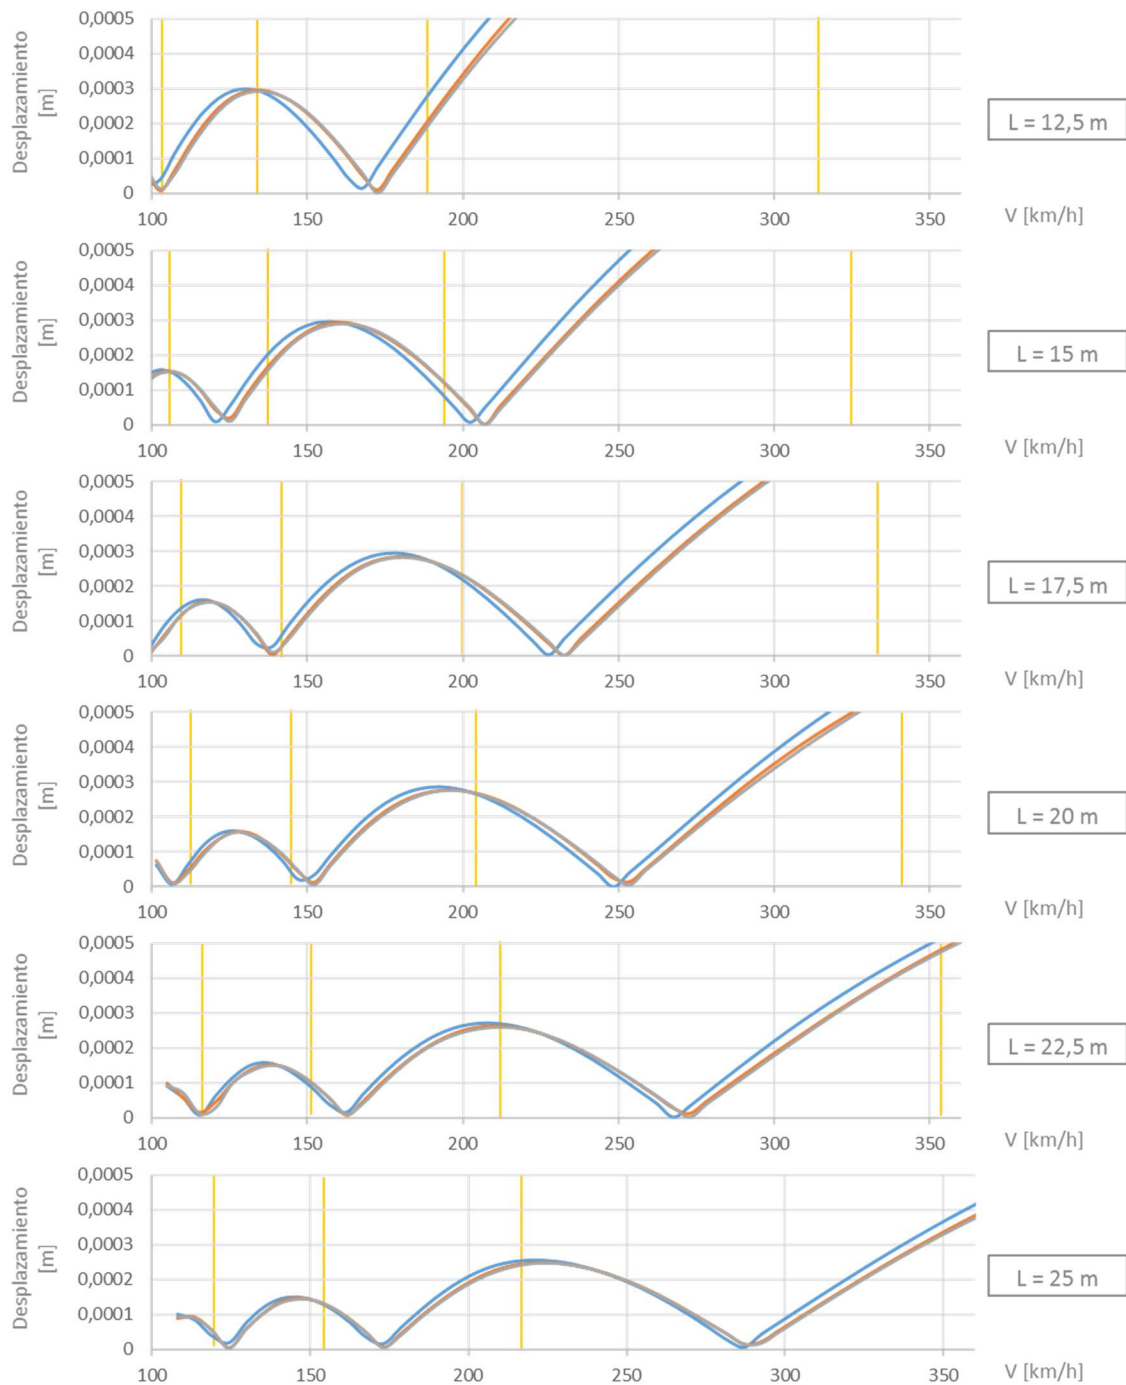 0,0005
0,0004
0,0003
0,0002
0,0001
0
Desplazamiento
[m]
100 150 200 250 300 350
V [km/h]
L = 12,5 m
0,0005
0,0004
0,0003
0,0002
0,0001
0
Desplazamiento
[m]
100 150 200 250 300 350
V [km/h]
L = 15 m
0,0005
0,0004
0,0003
0,0002
0,0001
0
Desplazamiento
[m]
100 150 200 250 300 350
V [km/h]
L = 17,5 m
0,0005
0,0004
0,0003
0,0002
0,0001
0
Desplazamiento
[m]
100 150 200 250 300 350
V [km/h]
L = 20 m
0,0005
0,0004
0,0003
0,0002
0,0001
0
Desplazamiento
[m]
100 150 200 250 300 350
V [km/h]
L = 22,5 m
0,0005
0,0004
0,0003
0,0002
0,0001
0
Desplazamiento
[m]
100 150 200 250 300 350
V [km/h]
L = 25 m